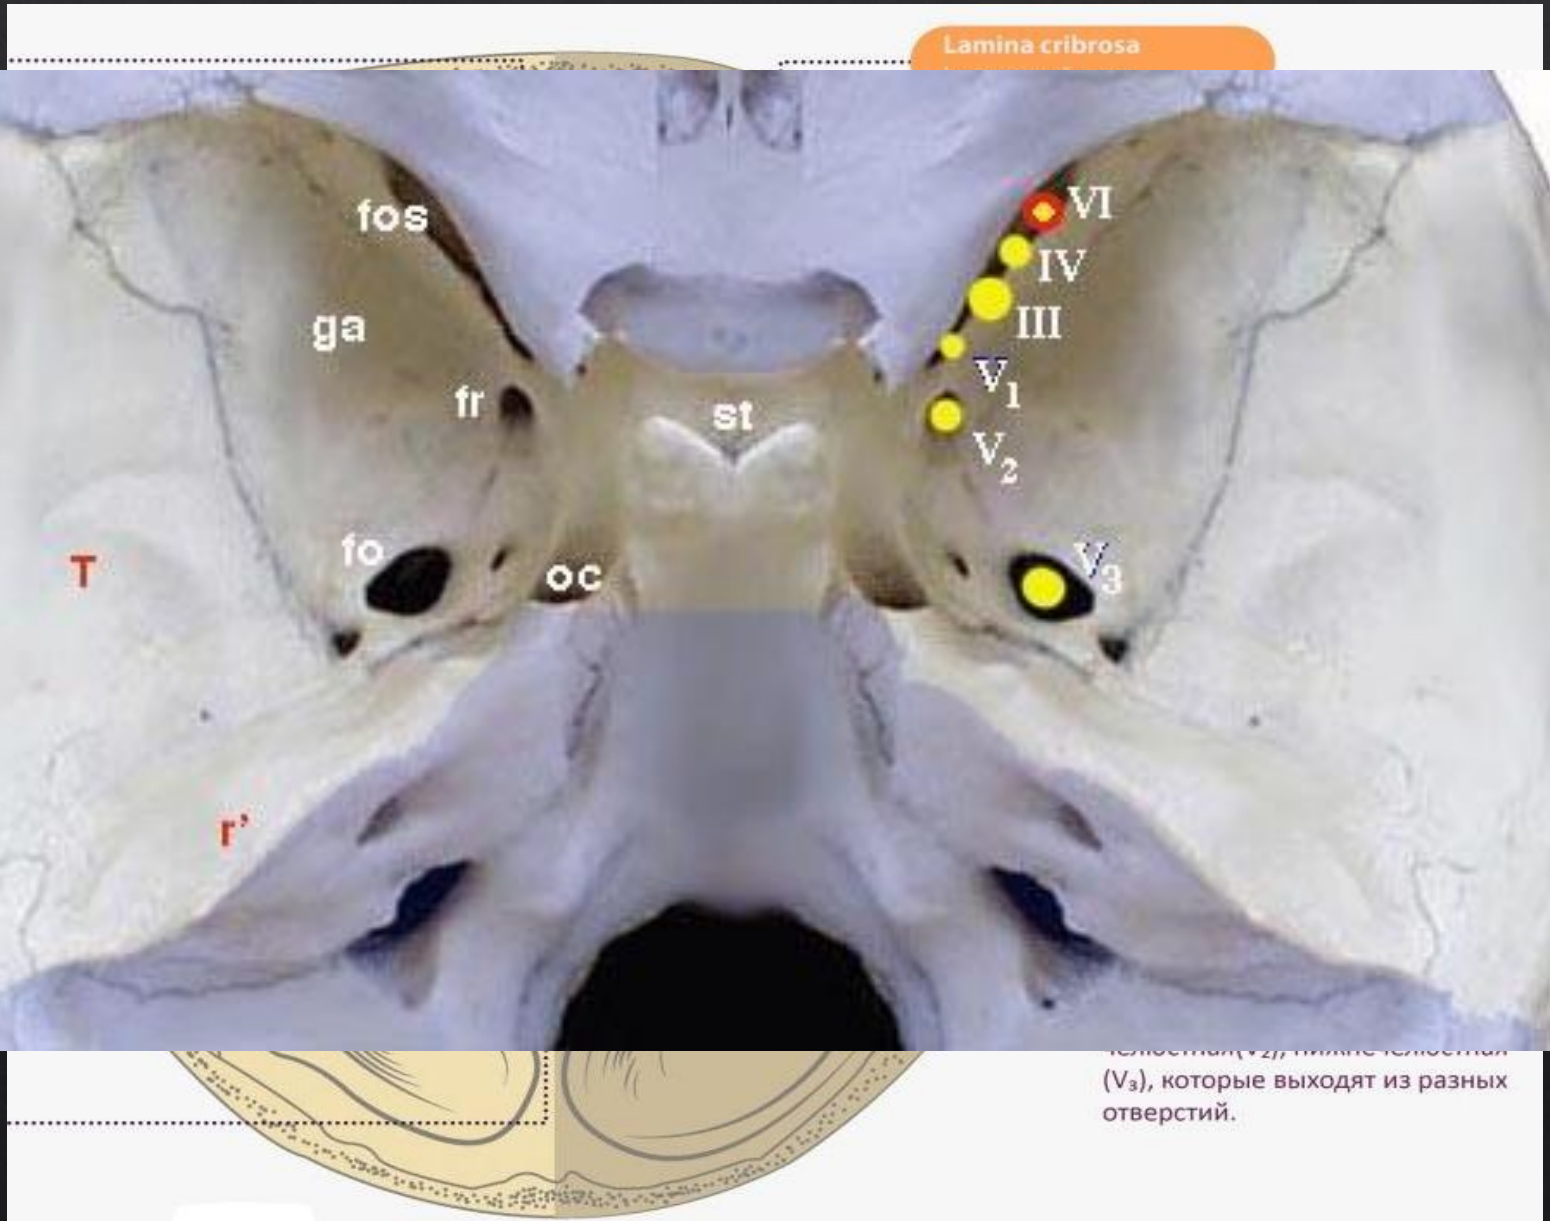 Lamina cribrosa
fos
VI
IV
ga
III
fr
V₁
st
V₂
fo
V₃
T
oc
r’
(V₃), которые выходят из разных
отверстий.